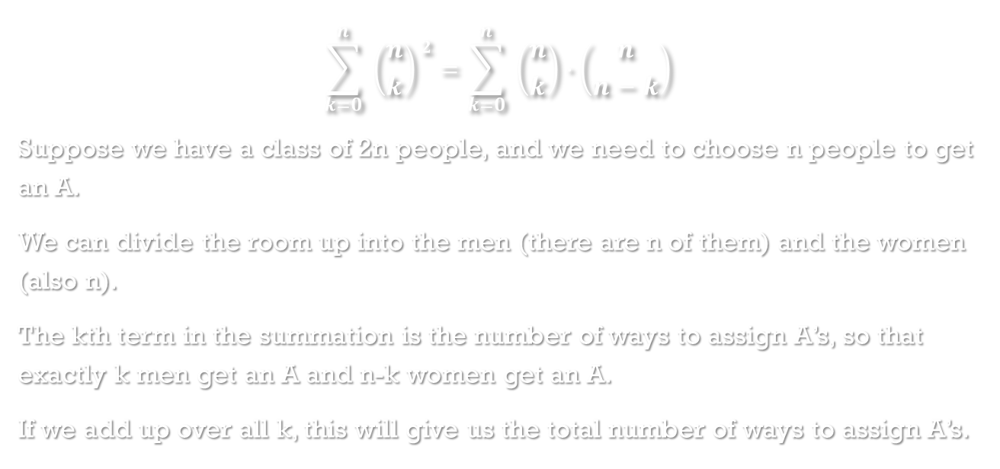 \sum_{k=0}^{n} \binom{n}{k}^2 = \sum_{k=0}^{n} \binom{n}{k} \cdot \binom{n}{n-k}
Suppose we have a class of 2n people, and we need to choose n people to get
an A.
We can divide the room up into the men (there are n of them) and the women
(also n).
The kth term in the summation is the number of ways to assign A's, so that
exactly k men get an A and n-k women get an A.
If we add up over all k, this will give us the total number of ways to assign A's.